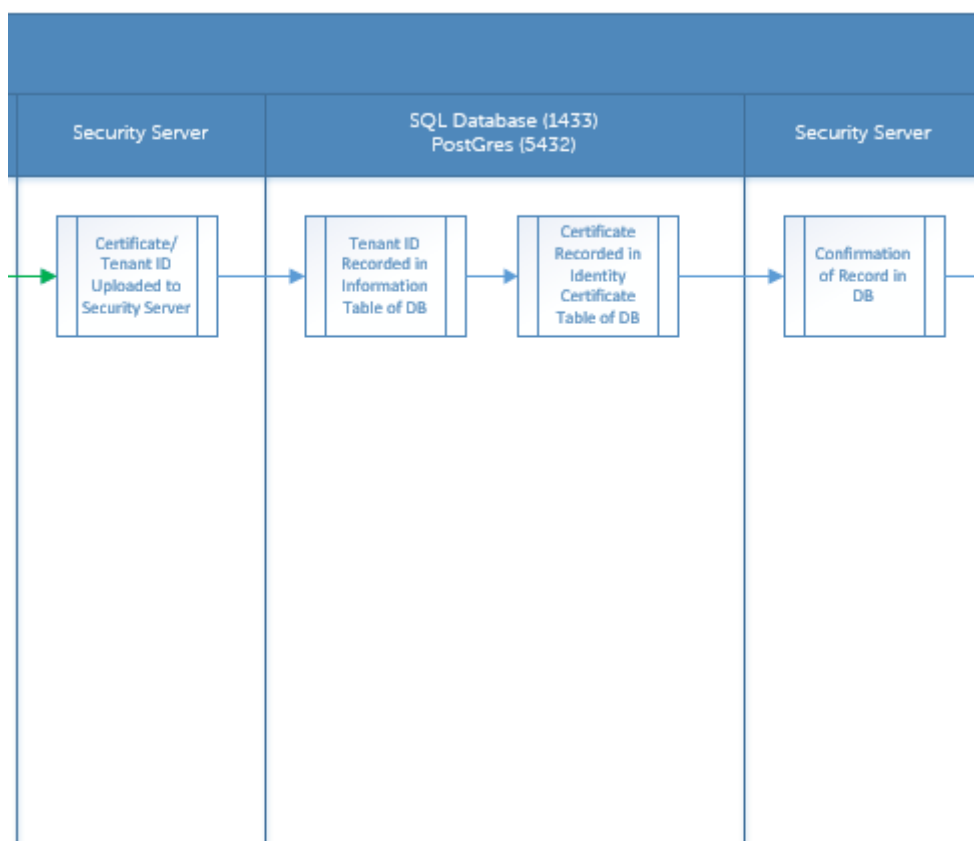 Security Server
SQL Database (1433)
PostGres (5432)
Security Server
Certificate/
Tenant ID
Uploaded to
Security Server
Tenant ID
Recorded in
Information
Table of DB
Certificate
Recorded in
Identity
Certificate
Table of DB
Confirmation
of Record in
DB